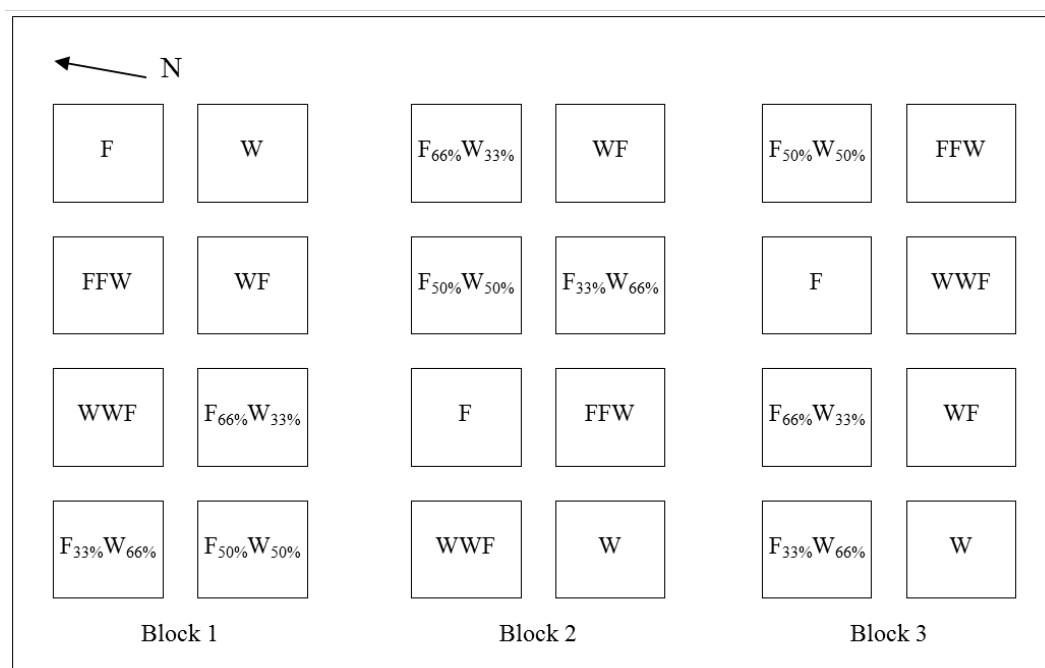 N
F W F66%W33% WF F50%W50% FFW
FFW WF F50%W50% F33%W66% F WWF
WWF F66%W33% F FFW F66%W33% WF
F33%W66% F50%W50% WWF W F33%W66% W
Block 1 Block 2 Block 3